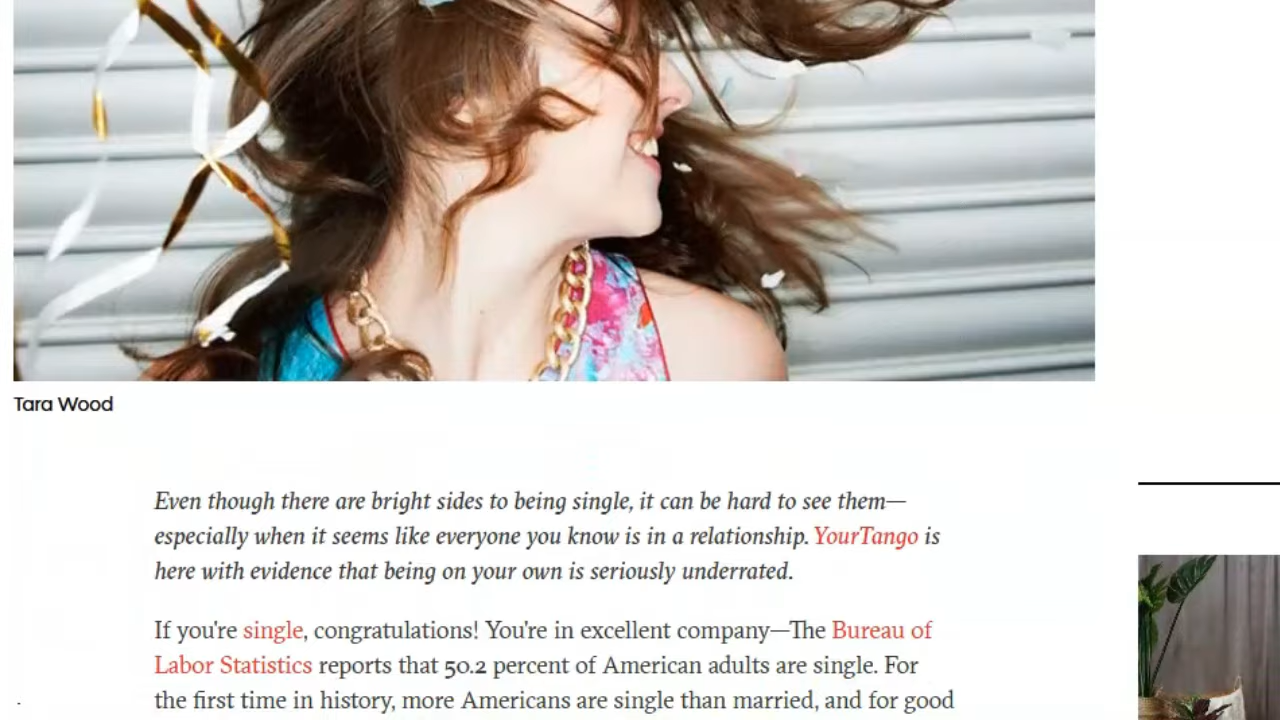 Tara Wood
Even though there are bright sides to being single, it can be hard to see them—
especially when it seems like everyone you know is in a relationship. YourTango is
here with evidence that being on your own is seriously underrated.
If you're single, congratulations! You're in excellent company—The Bureau of
Labor Statistics reports that 50.2 percent of American adults are single. For
the first time in history, more Americans are single than married, and for good